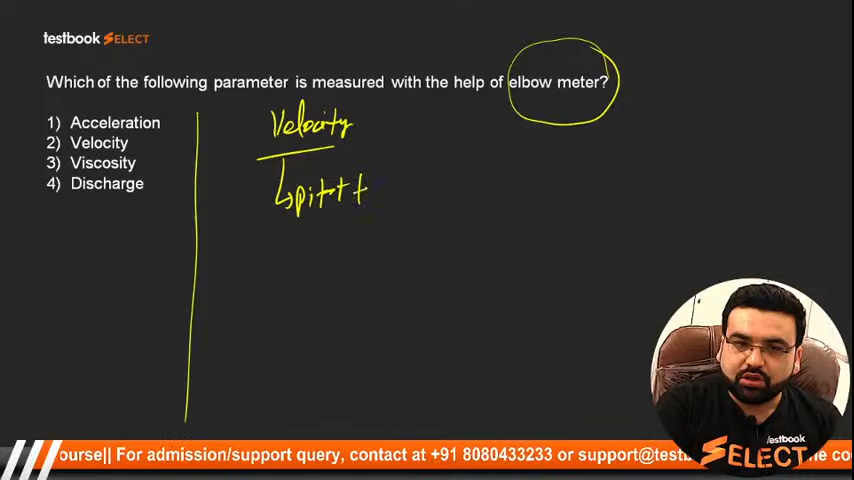 testbook SELECT
Which of the following parameter is measured with the help of elbow meter?
1) Acceleration
2) Velocity
3) Viscosity
4) Discharge
Velocity
pitot t
testbook
SELECT
ourse|| For admission/support query, contact at +91 8080433233 or support@testb the co